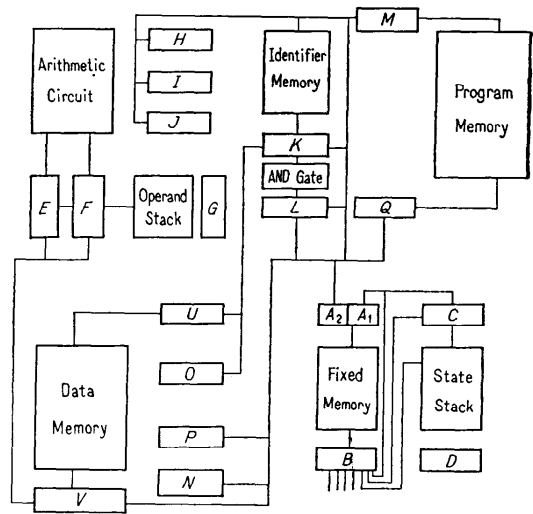 M
H
Arithmetic
Circuit
Identifier
Memory
I
Program
Memory
J
K
AND Gate
E
F
Operand
Stack
G
L
Q
U
A2
A1
C
O
Fixed
Memory
State
Stack
Data
Memory
P
B
D
N
V